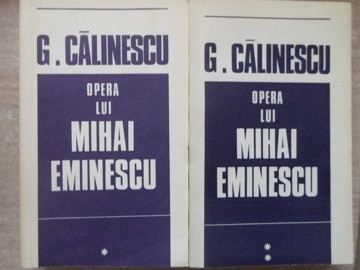 G. CĂLINESCU
OPERA
LUI
MIHAI
EMINESCU
*
G. CĂLINESCU
OPERA
LUI
MIHAI
EMINESCU
*
*